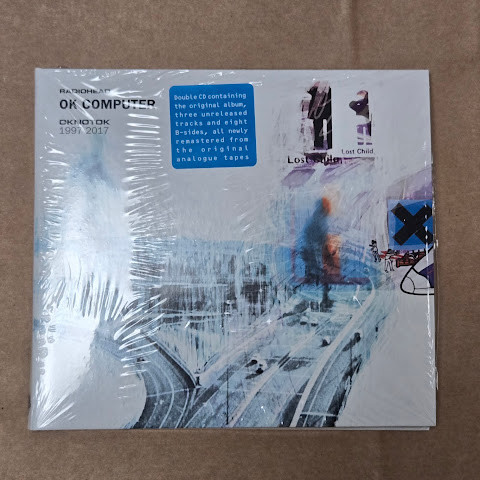 RADIOHEAD
OK COMPUTER
OKNOTOK
1997 2017
Double CD containing
the original album,
three unreleased
tracks and eight
B-sides, all newly
remastered from
the original
analogue tapes
Lost Child
Lost Child